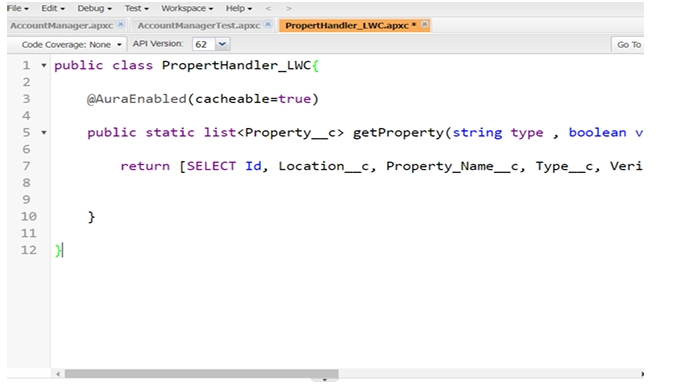 File Edit Debug Test Workspace Help < >
AccountManager.apxc AccountManagerTest.apxc PropertHandler_LWC.apxc *
Code Coverage: None API Version: 62 Go To
1 public class PropertHandler_LWC{
2
3 @AuraEnabled(cacheable=true)
4
5 public static list<Property__c> getProperty(string type , boolean v
6
7 return [SELECT Id, Location__c, Property_Name__c, Type__c, Veri
8
9
10 }
11
12 }